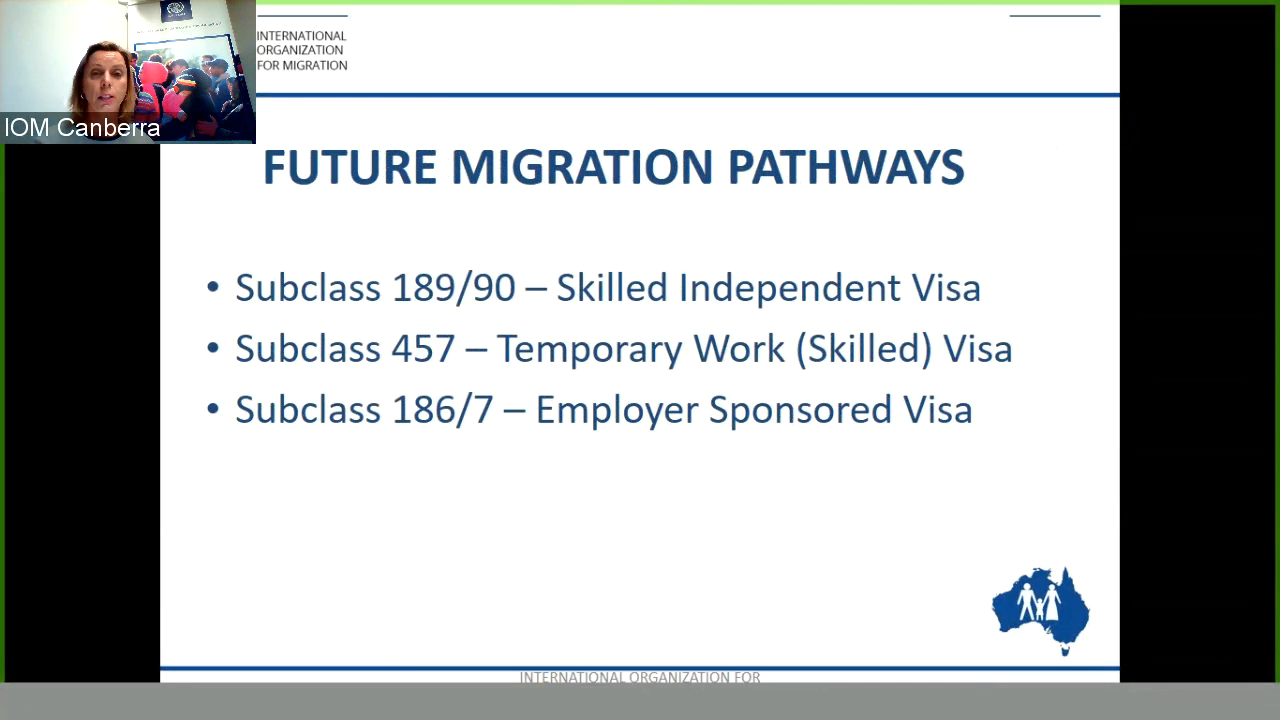 INTERNATIONAL
ORGANIZATION
FOR MIGRATION
IOM Canberra
FUTURE MIGRATION PATHWAYS
• Subclass 189/90 – Skilled Independent Visa
• Subclass 457 – Temporary Work (Skilled) Visa
• Subclass 186/7 – Employer Sponsored Visa
INTERNATIONAL ORGANIZATION FOR